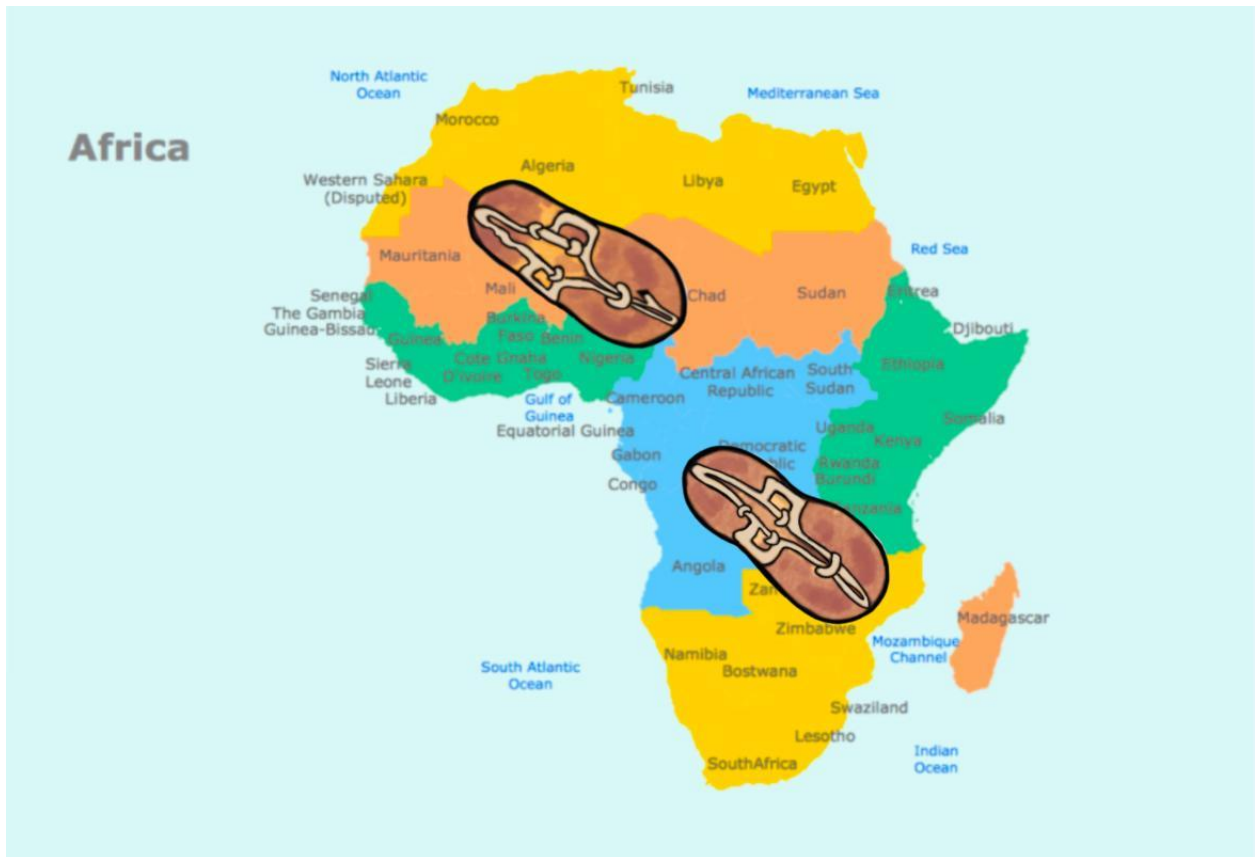 North Atlantic
Ocean
Tunisia
Mediterranean Sea
Morocco
Africa
Algeria
Libya
Egypt
Western Sahara
(Disputed)
Red Sea
Mauritania
Mali
Chad
Sudan
Eritrea
Senegal
The Gambia
Guinea-Bissau
Djibouti
Burkina
Faso
Benin
Guinea
Cote
D'ivoire
Gnaha
Togo
Nigeria
Sierra
Leone
Liberia
Central African
Republic
South
Sudan
Ethiopia
Gulf of
Guinea
Cameroon
Equatorial Guinea
Somalia
Uganda
Kenya
Gabon
Congo
Democratic
Rwanda
Burundi
Angola
Zimbabwe
Madagascar
Mozambique
Channel
Namibia
Bostwana
South Atlantic
Ocean
Swaziland
Lesotho
SouthAfrica
Indian
Ocean